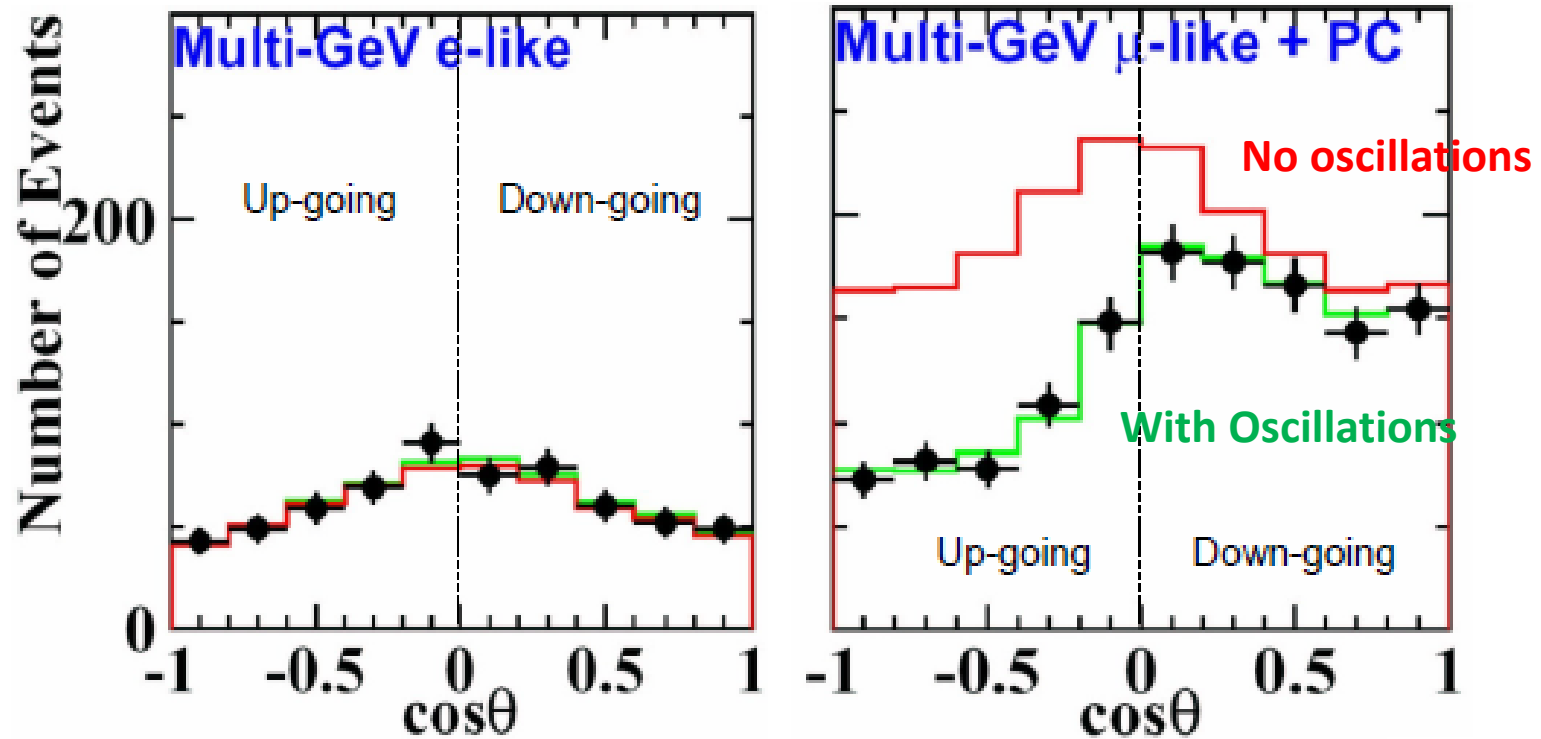 Multi-GeV e-like
Number of Events
200
0
Up-going
Down-going
-1
-0.5
0
0.5
1
cosθ
Multi-GeV μ-like + PC
No oscillations
With Oscillations
Up-going
Down-going
-1
-0.5
0
0.5
1
cosθ